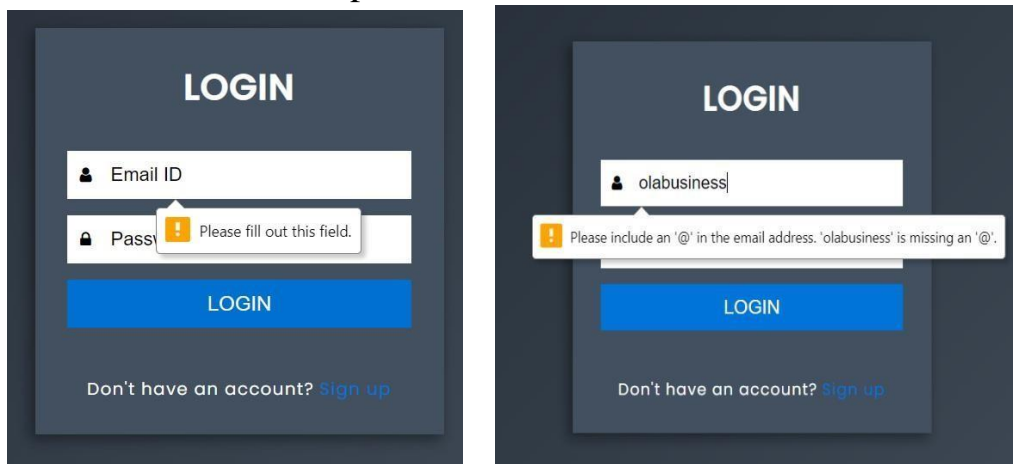 LOGIN
Email ID
Please fill out this field.
LOGIN
Don't have an account? Sign up
LOGIN
olabusiness
Please include an '@' in the email address. 'olabusiness' is missing an '@'.
LOGIN
Don't have an account? Sign up